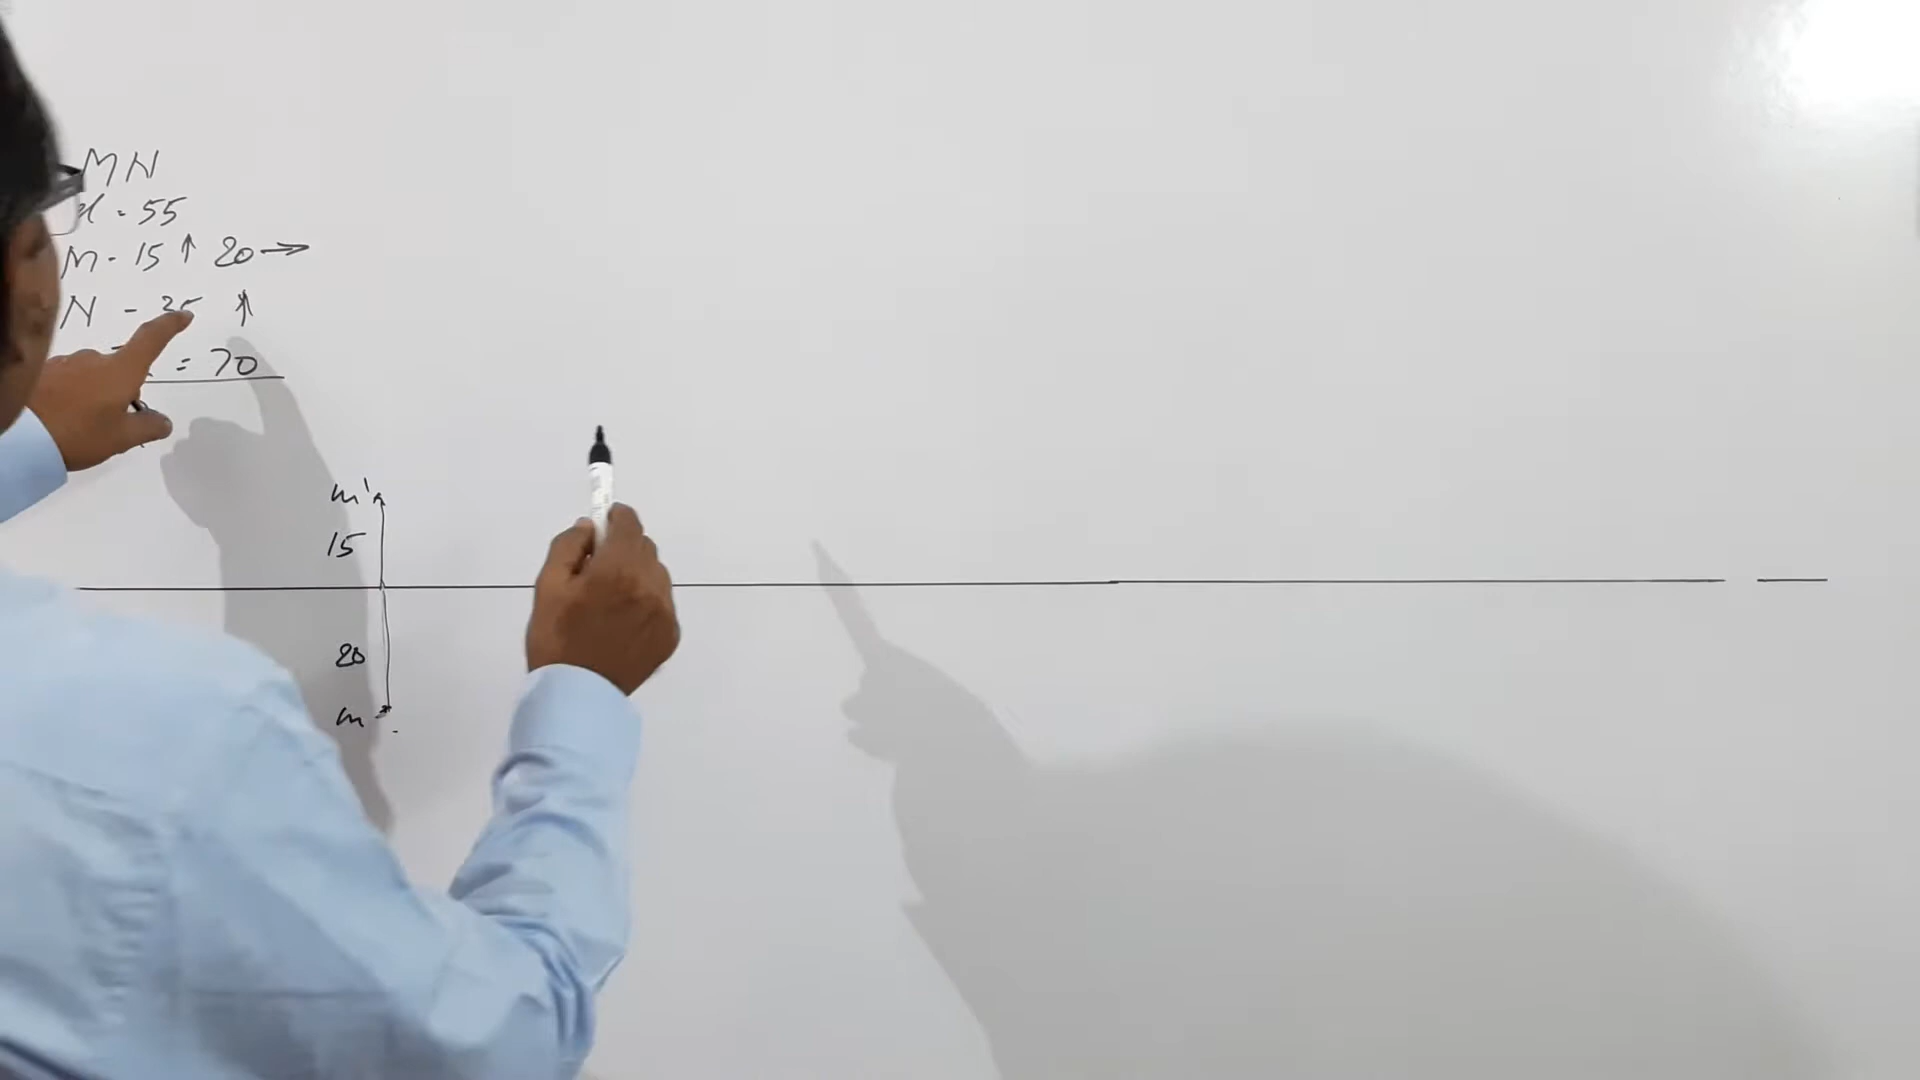 MN
= 55
M - 15 ↑ 20 →
N - 35 ↑
= 70
m'
15
20
m